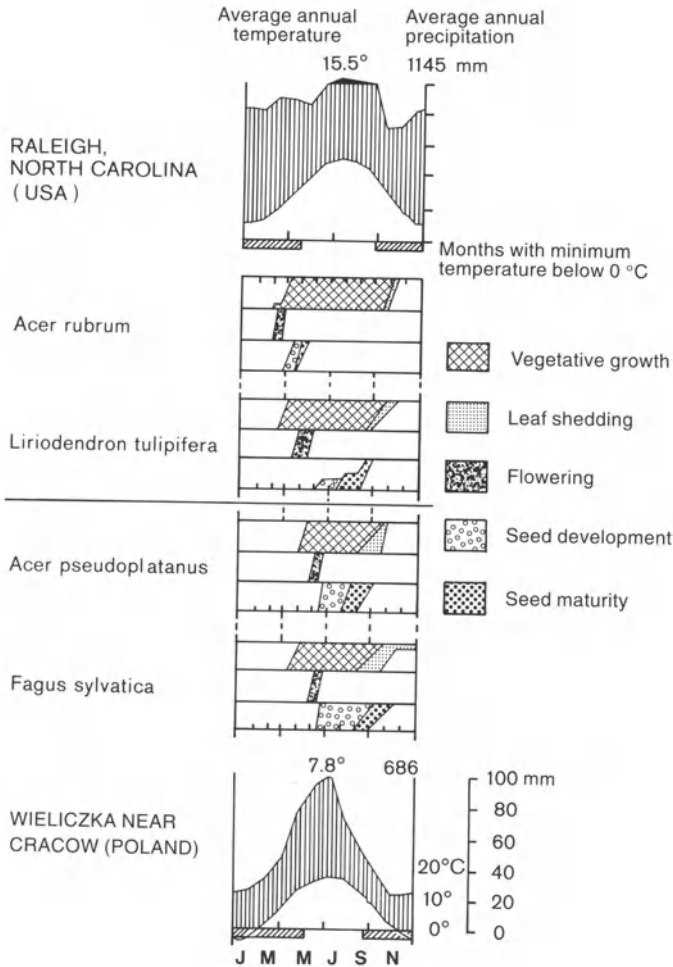 Average annual
temperature
Average annual
precipitation
15.5°
1145 mm
RALEIGH,
NORTH CAROLINA
(USA)
Months with minimum
temperature below 0 °C
Acer rubrum
Vegetative growth
Leaf shedding
Liriodendron tulipifera
Flowering
Seed development
Acer pseudoplatanus
Seed maturity
Fagus sylvatica
7.8°
686
100 mm
WIELICZKA NEAR
CRACOW (POLAND)
80
60
20°C
40
10°
20
0°
0
J M M J S N